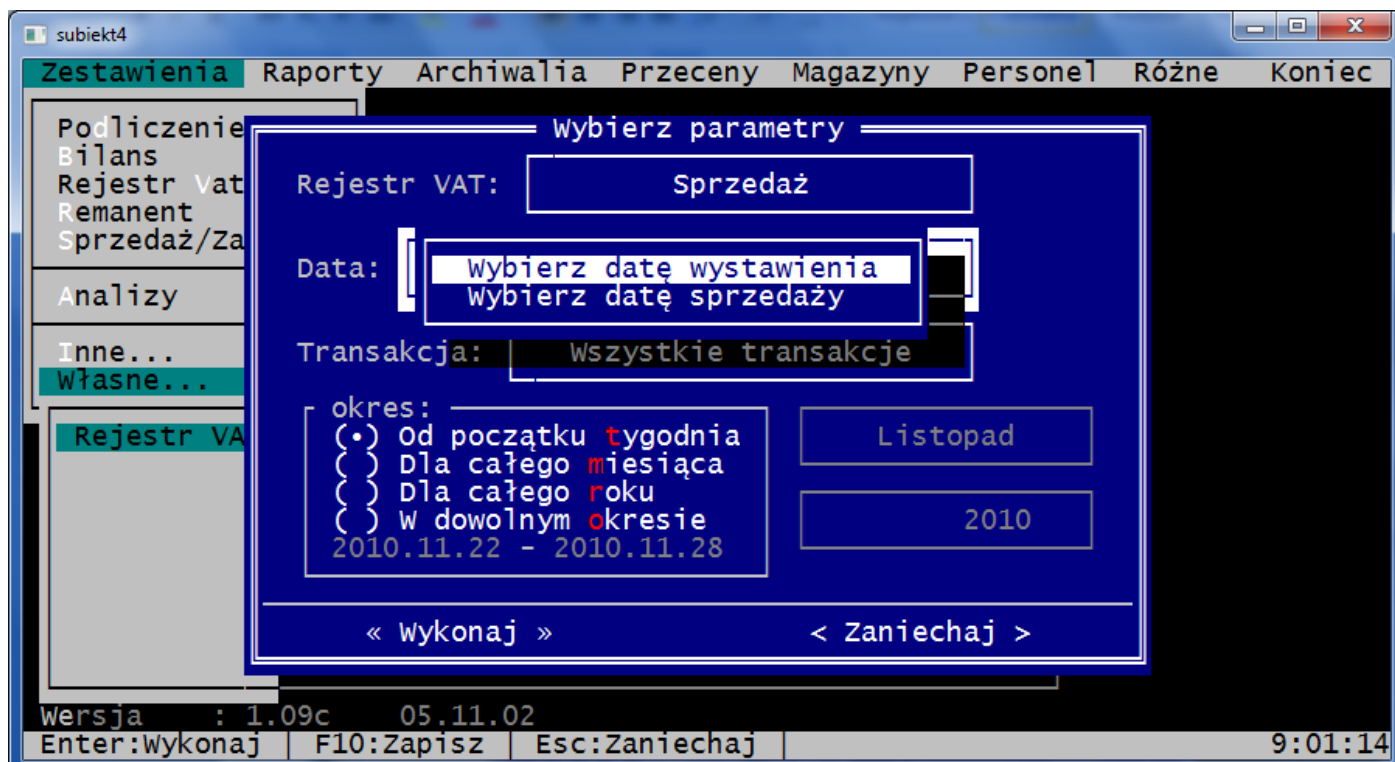 subiekt4
Zestawienia Raporty Archiwalia Przeceny Magazyny Personel Różne Koniec
Podliczenie
Bilans
Rejestr Vat
Remanent
Sprzedaż/Za
Analizy
Inne...
Własne...
Rejestr VA
Wybierz parametry
Rejestr VAT: Sprzedaż
Data:
Wybierz datę wystawienia
Wybierz datę sprzedaży
Transakcja: Wszystkie transakcje
okres:
(•) Od początku tygodnia
( ) Dla całego miesiąca
( ) Dla całego roku
( ) W dowolnym okresie
2010.11.22 - 2010.11.28
Listopad
2010
« Wykonaj » < Zaniechaj >
Wersja : 1.09c 05.11.02
Enter:Wykonaj | F10:Zapisz | Esc:Zaniechaj | 9:01:14